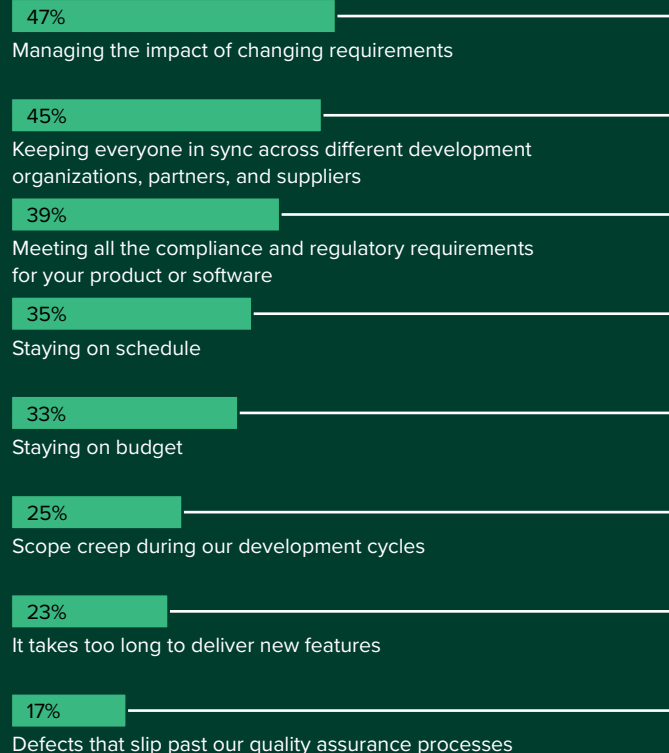 47%
Managing the impact of changing requirements
45%
Keeping everyone in sync across different development
organizations, partners, and suppliers
39%
Meeting all the compliance and regulatory requirements
for your product or software
35%
Staying on schedule
33%
Staying on budget
25%
Scope creep during our development cycles
23%
It takes too long to deliver new features
17%
Defects that slip past our quality assurance processes